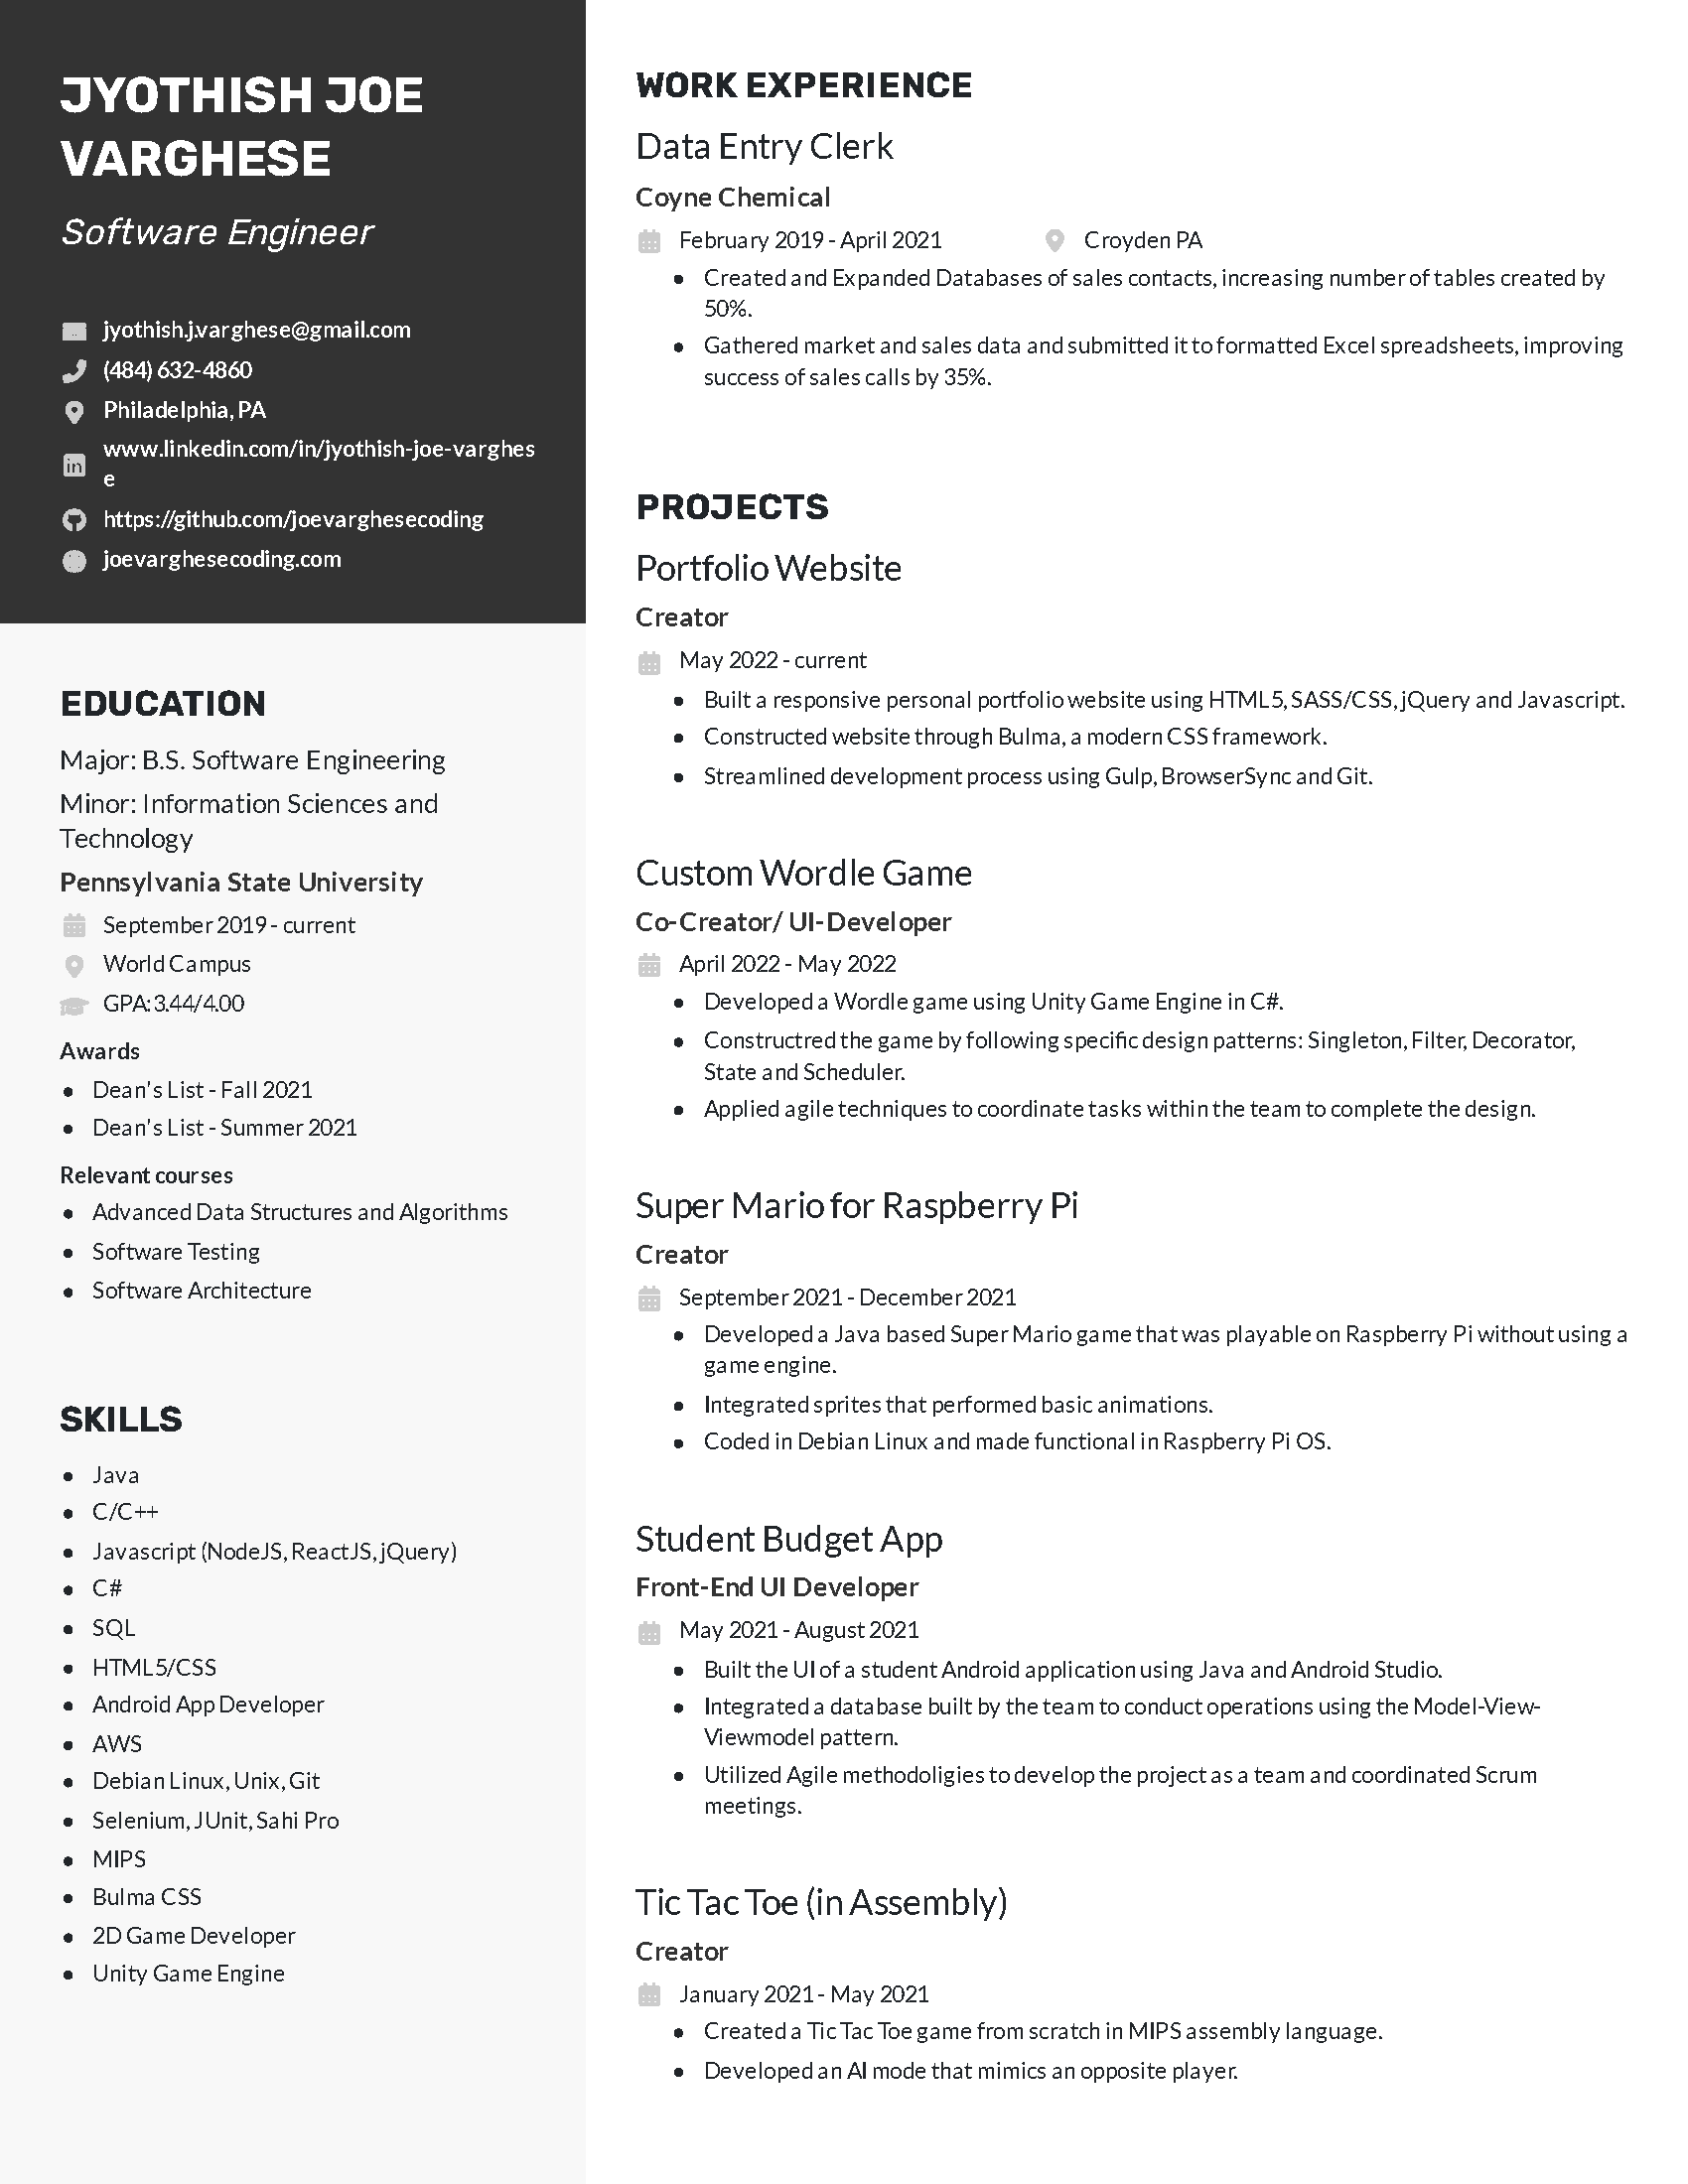 JYOTHISH JOE
VARGHESE
Software Engineer
jyothish.j.varghese@gmail.com
(484) 632-4860
Philadelphia, PA
www.linkedin.com/in/jyothish-joe-varghes
e
https://github.com/joevarghesecoding
joevarghesecoding.com
EDUCATION
Major: B.S. Software Engineering
Minor: Information Sciences and
Technology
Pennsylvania State University
September 2019 - current
World Campus
GPA: 3.44/4.00
Awards
• Dean's List - Fall 2021
• Dean's List - Summer 2021
Relevant courses
• Advanced Data Structures and Algorithms
• Software Testing
• Software Architecture
SKILLS
• Java
• C/C++
• Javascript (NodeJS, ReactJS, jQuery)
• C#
• SQL
• HTML5/CSS
• Android App Developer
• AWS
• Debian Linux, Unix, Git
• Selenium, JUnit, Sahi Pro
• MIPS
• Bulma CSS
• 2D Game Developer
• Unity Game Engine
WORK EXPERIENCE
Data Entry Clerk
Coyne Chemical
February 2019 - April 2021 Croyden PA
• Created and Expanded Databases of sales contacts, increasing number of tables created by
50%.
• Gathered market and sales data and submitted it to formatted Excel spreadsheets, improving
success of sales calls by 35%.
PROJECTS
Portfolio Website
Creator
May 2022 - current
• Built a responsive personal portfolio website using HTML5, SASS/CSS, jQuery and Javascript.
• Constructed website through Bulma, a modern CSS framework.
• Streamlined development process using Gulp, BrowserSync and Git.
Custom Wordle Game
Co-Creator/ UI-Developer
April 2022 - May 2022
• Developed a Wordle game using Unity Game Engine in C#.
• Constructred the game by following specific design patterns: Singleton, Filter, Decorator,
State and Scheduler.
• Applied agile techniques to coordinate tasks within the team to complete the design.
Super Mario for Raspberry Pi
Creator
September 2021 - December 2021
• Developed a Java based Super Mario game that was playable on Raspberry Pi without using a
game engine.
• Integrated sprites that performed basic animations.
• Coded in Debian Linux and made functional in Raspberry Pi OS.
Student Budget App
Front-End UI Developer
May 2021 - August 2021
• Built the UI of a student Android application using Java and Android Studio.
• Integrated a database built by the team to conduct operations using the Model-View-
Viewmodel pattern.
• Utilized Agile methodoligies to develop the project as a team and coordinated Scrum
meetings.
Tic Tac Toe (in Assembly)
Creator
January 2021 - May 2021
• Created a Tic Tac Toe game from scratch in MIPS assembly language.
• Developed an AI mode that mimics an opposite player.